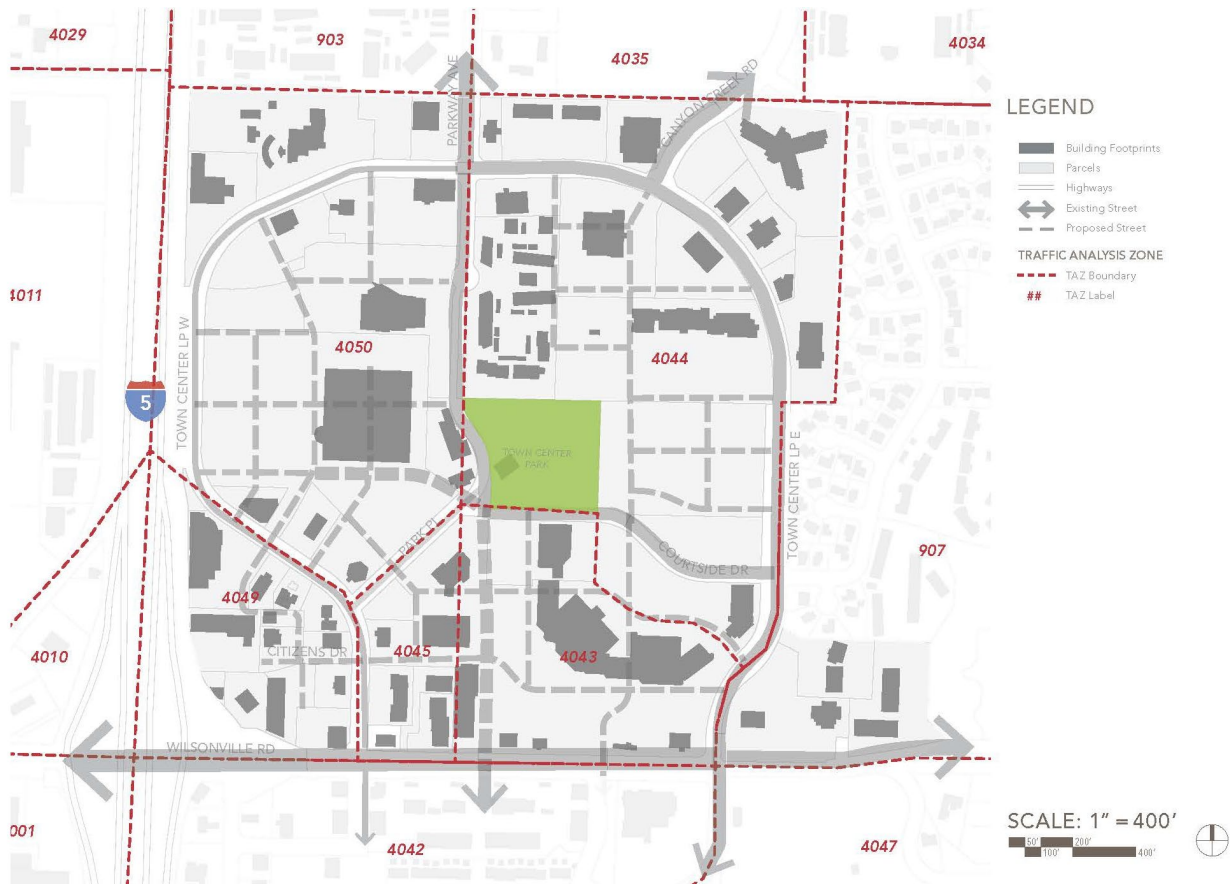 4029
903
4035
4034
PARKWAY AVE
CANYON CREEK RD
4011
TOWN CENTER LP W
5
4050
4044
TOWN CENTER
PARK
TOWN CENTER LP E
PARK PL
COURTSIDE DR
907
4049
4010
CITIZENS DR
4045
4043
WILSONVILLE RD
001
4042
4047
LEGEND
Building Footprints
Parcels
Highways
Existing Street
Proposed Street
TRAFFIC ANALYSIS ZONE
TAZ Boundary
## TAZ Label
SCALE: 1" = 400'
50' 200'
100' 400'